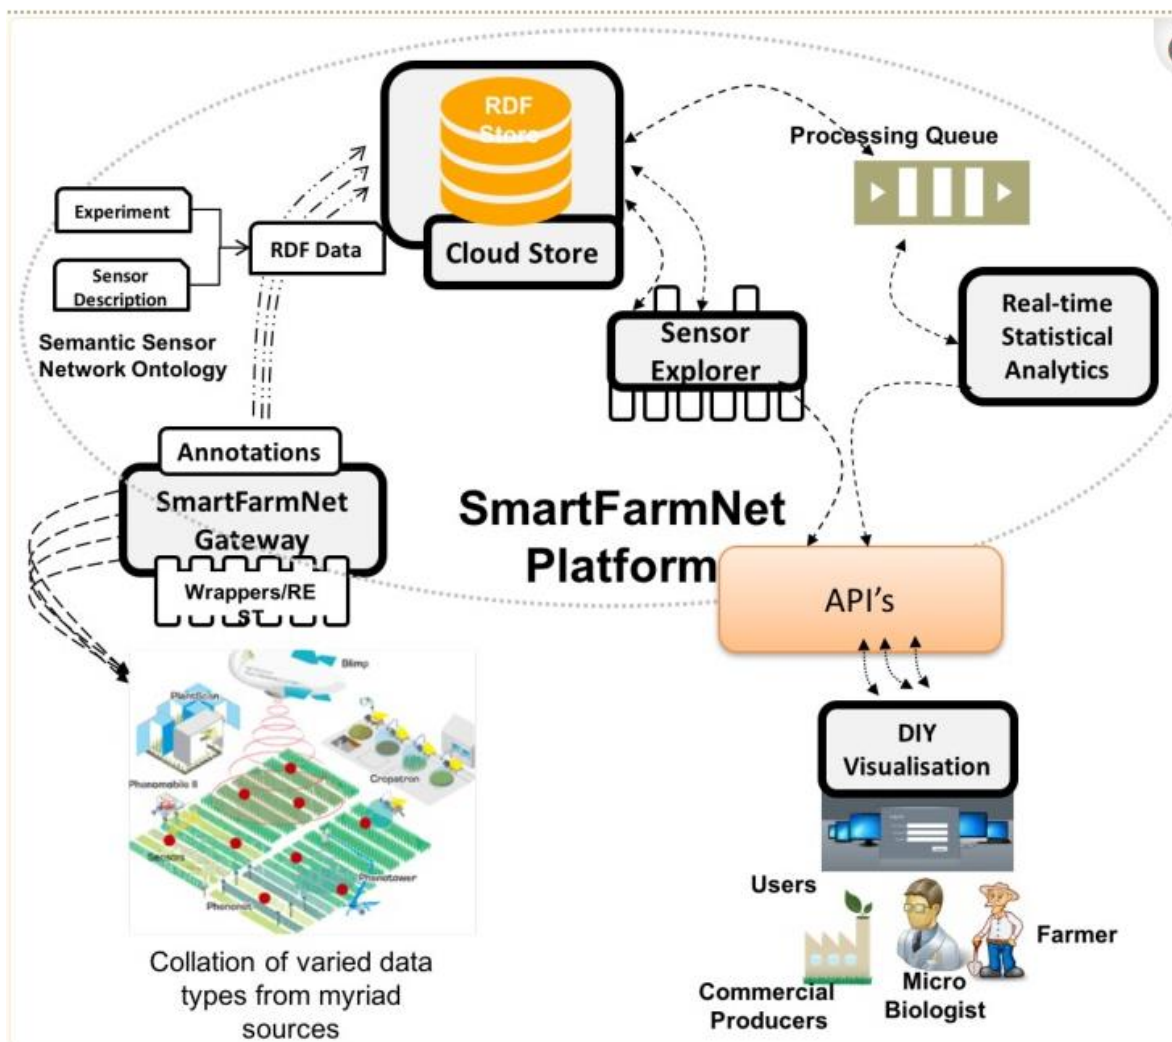 RDF
Store
Cloud Store
Processing Queue
Experiment
Sensor
Description
RDF Data
Semantic Sensor
Network Ontology
Sensor
Explorer
Real-time
Statistical
Analytics
Annotations
SmartFarmNet
Gateway
Wrappers/RE
ST
SmartFarmNet
Platform
API's
Blimp
PlantScan
Phenomobile II
Cropatron
Sensors
Phenotower
Phenonet
DIY
Visualisation
Users
Farmer
Commercial
Producers
Micro
Biologist
Collation of varied data
types from myriad
sources